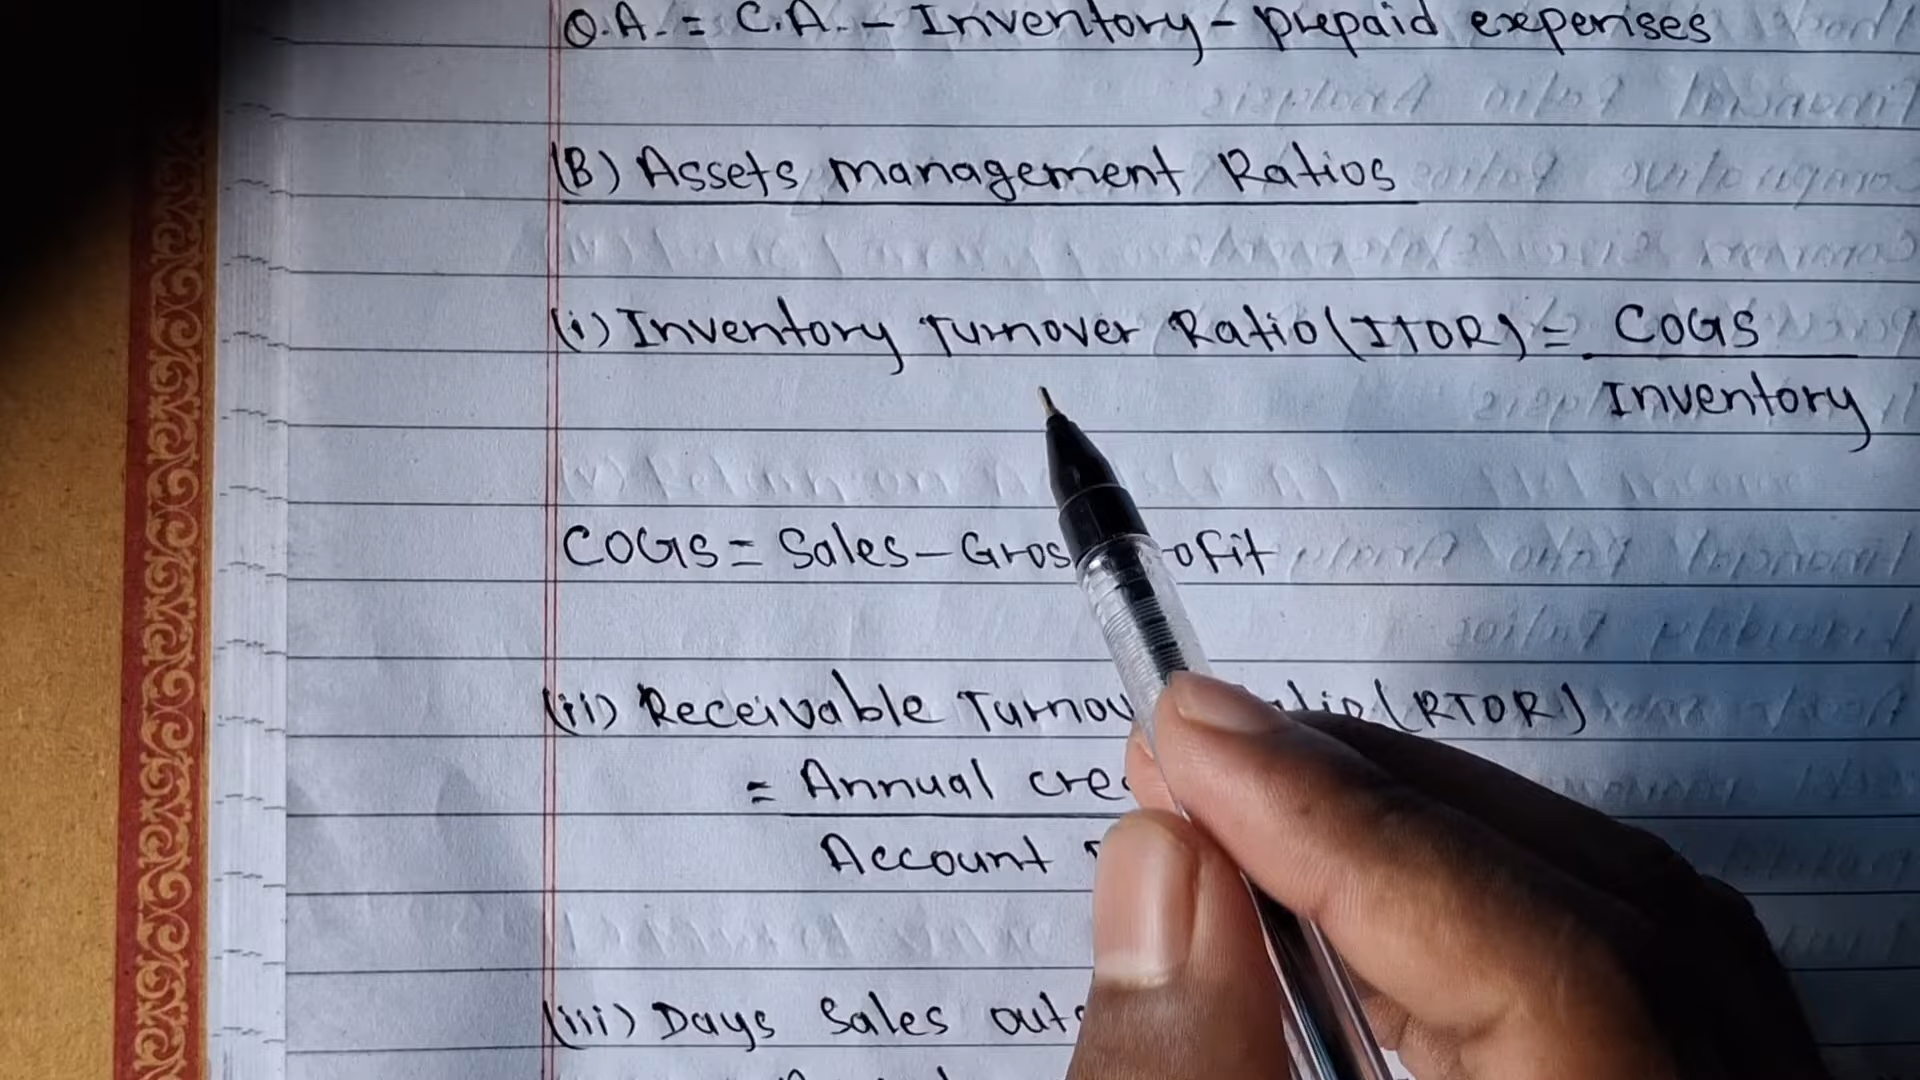 Q.A. = C.A. - Inventory - prepaid experises
(B) Assets management Ratios
(i) Inventory Turnover Ratio (ITOR) = COGS
Inventory
COGS = Sales - Gros ofit
(ii) Receivable Turnov (RTOR)
= Annual cre
Account
(iii) Days Sales outs